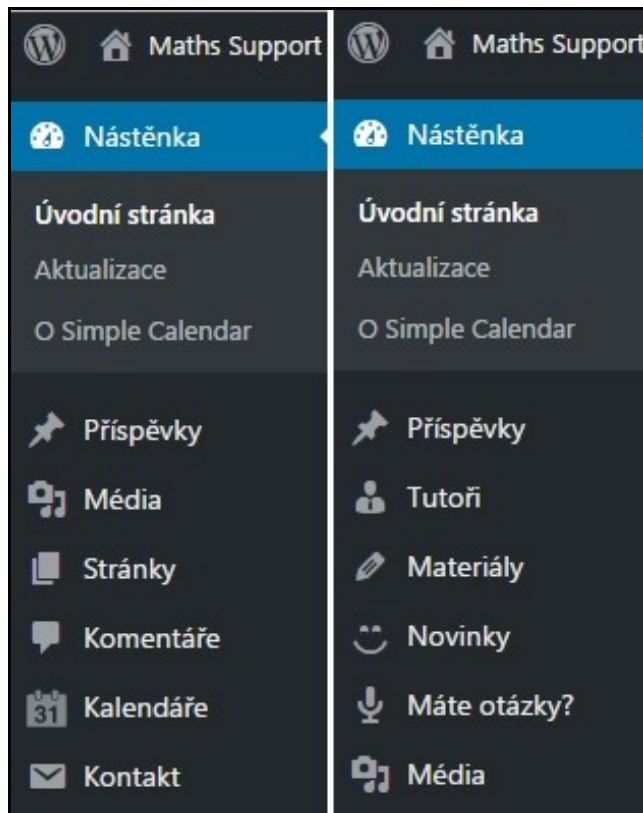 Maths Support
Nástěnka
Úvodní stránka
Aktualizace
O Simple Calendar
Příspěvky
Média
Stránky
Komentáře
31 Kalendáře
Kontakt
Maths Support
Nástěnka
Úvodní stránka
Aktualizace
O Simple Calendar
Příspěvky
Tutoři
Materiály
Novinky
Máte otázky?
Média